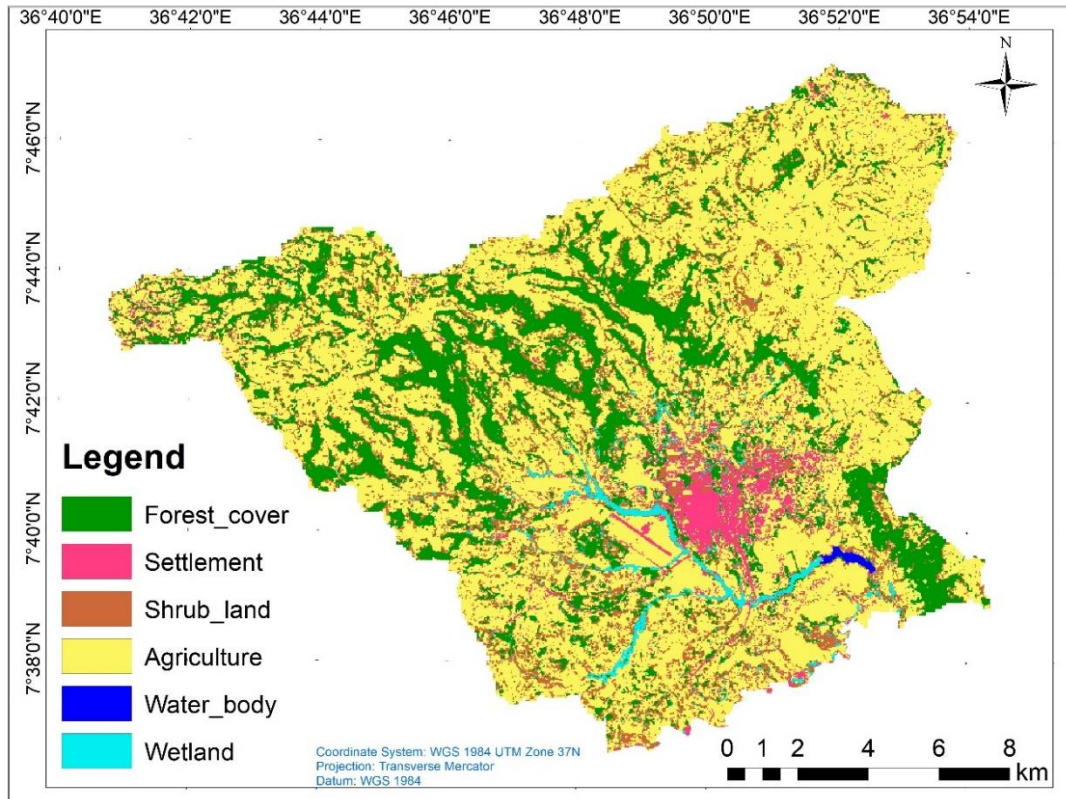 36°40'0"E 36°42'0"E 36°44'0"E 36°46'0"E 36°48'0"E 36°50'0"E 36°52'0"E 36°54'0"E
N
7°46'0"N
7°44'0"N
7°42'0"N
7°40'0"N
7°38'0"N
Legend
Forest_cover
Settlement
Shrub_land
Agriculture
Water_body
Wetland
Coordinate System: WGS 1984 UTM Zone 37N
Projection: Transverse Mercator
Datum: WGS 1984
0 1 2 4 6 8
km